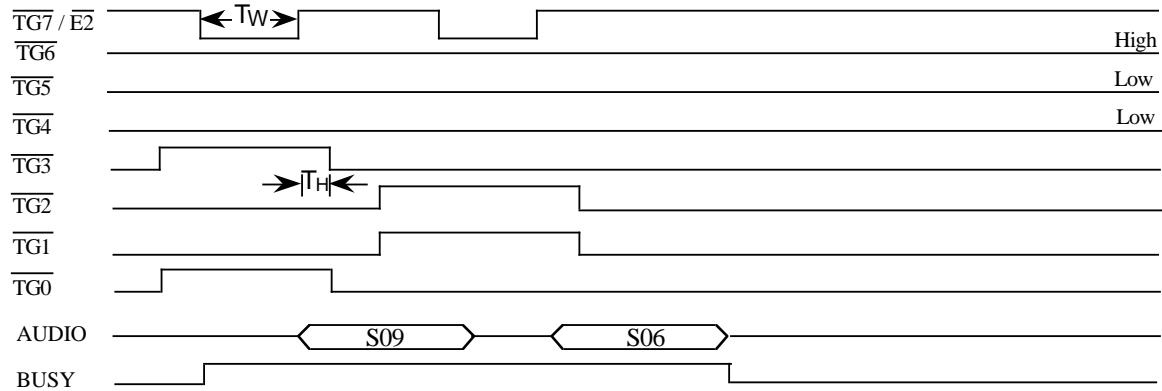 TG7 / E2 TW
TG6 High
TG5 Low
TG4 Low
TG3
TH
TG2
TG1
TG0
AUDIO S09 S06
BUSY